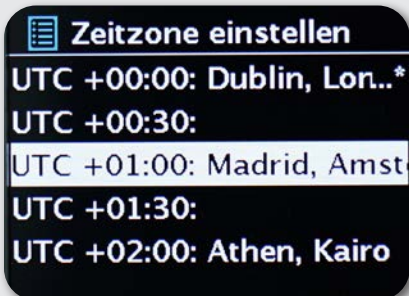 Zeitzone einstellen
UTC +00:00: Dublin, Lon...*
UTC +00:30:
UTC +01:00: Madrid, Amst
UTC +01:30:
UTC +02:00: Athen, Kairo